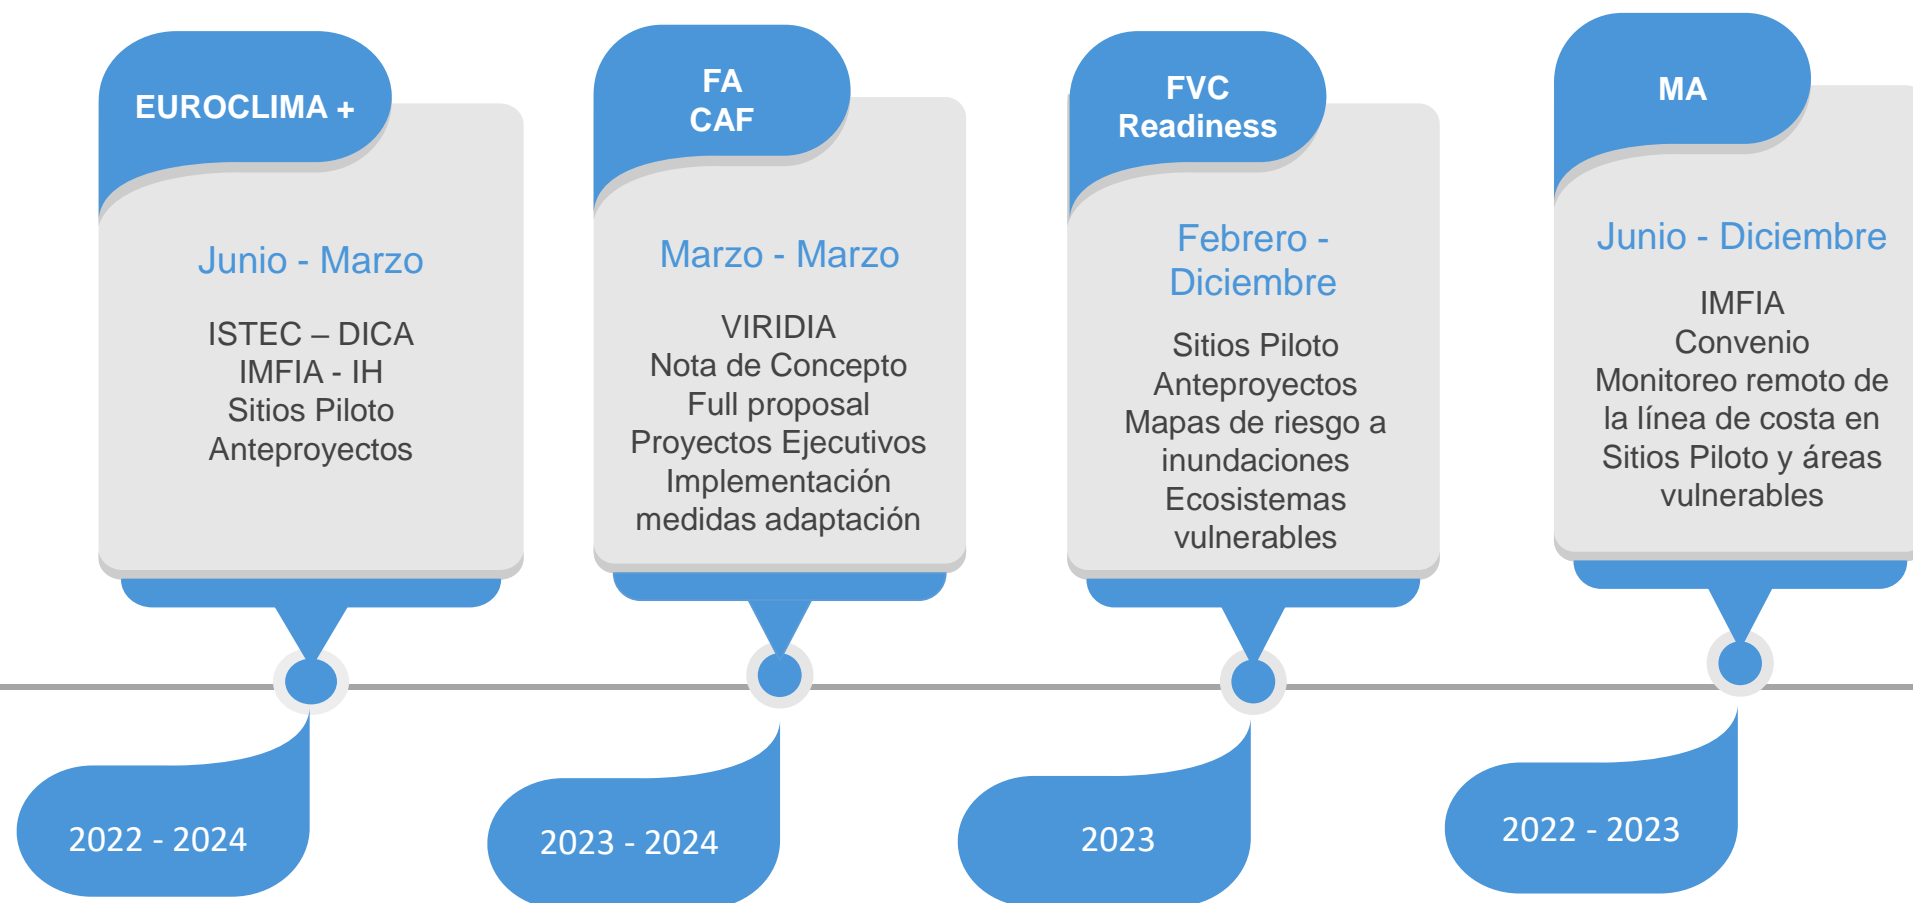 EUROCLIMA +
Junio - Marzo
ISTEC – DICA
IMFIA - IH
Sitios Piloto
Anteproyectos
2022 - 2024
FA
CAF
Marzo - Marzo
VIRIDIA
Nota de Concepto
Full proposal
Proyectos Ejecutivos
Implementación
medidas adaptación
2023 - 2024
FVC
Readiness
Febrero -
Diciembre
Sitios Piloto
Anteproyectos
Mapas de riesgo a
inundaciones
Ecosistemas
vulnerables
2023
MA
Junio - Diciembre
IMFIA
Convenio
Monitoreo remoto de
la línea de costa en
Sitios Piloto y áreas
vulnerables
2022 - 2023